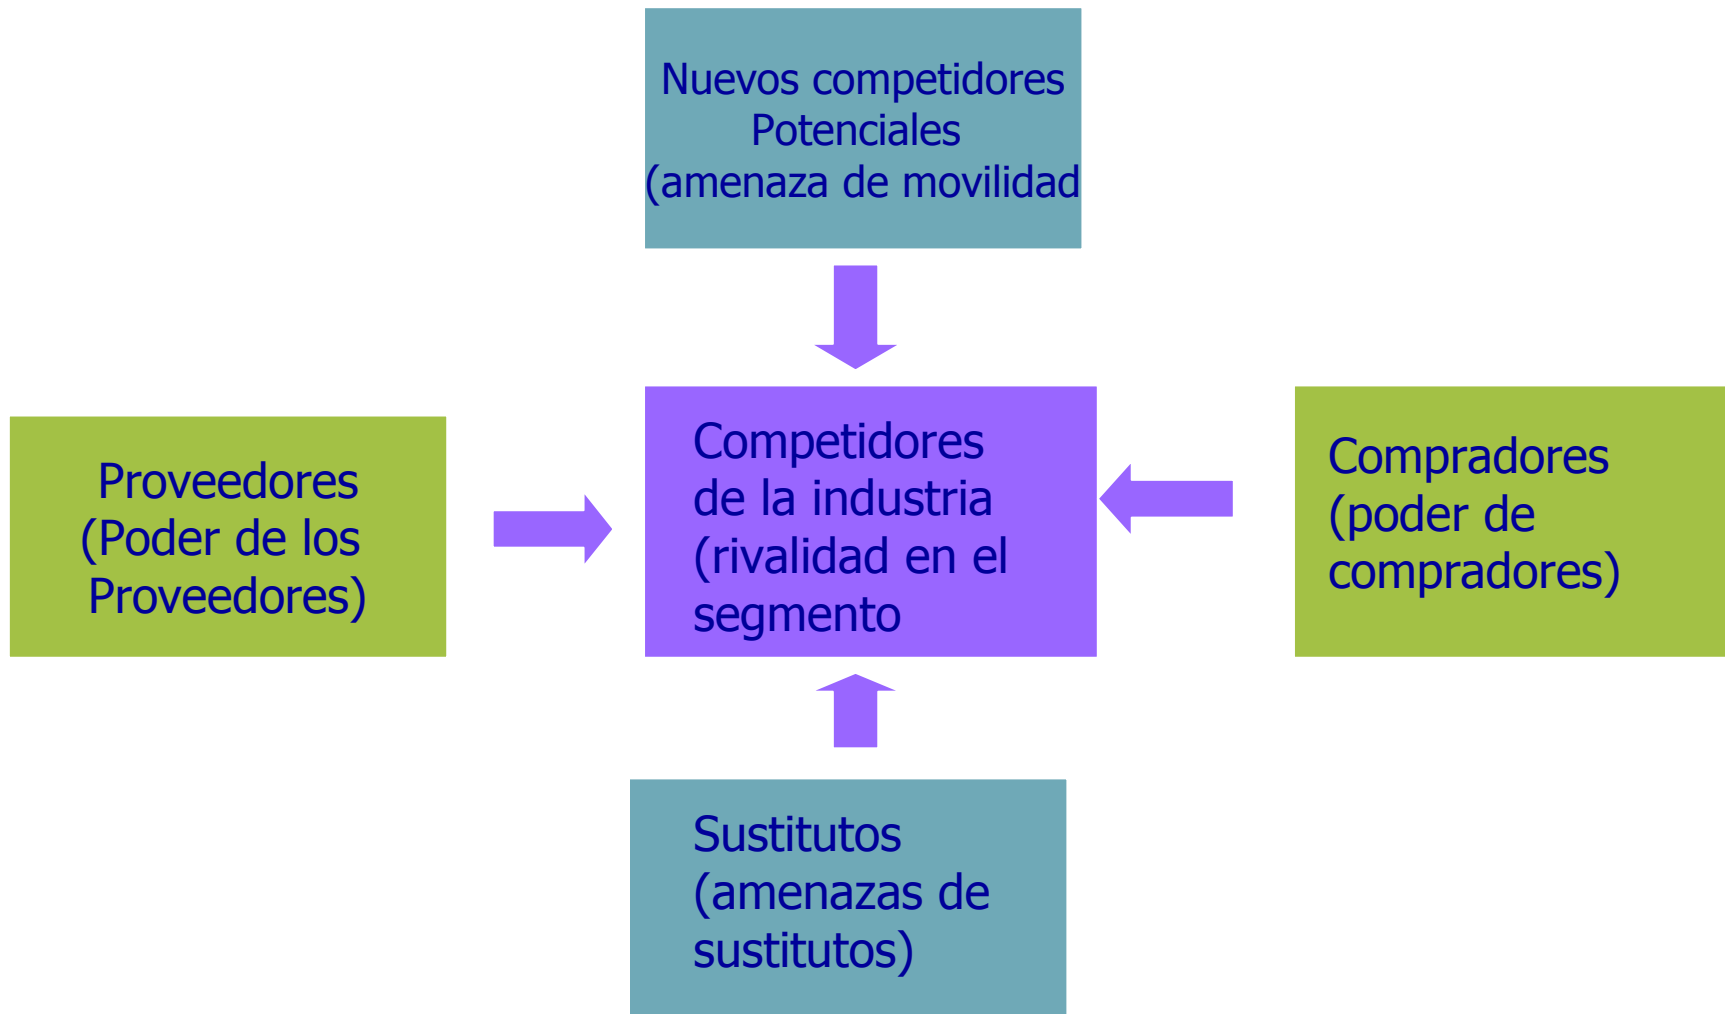 Nuevos competidores
Potenciales
(amenaza de movilidad
Proveedores
(Poder de los
Proveedores)
Competidores
de la industria
(rivalidad en el
segmento
Compradores
(poder de
compradores)
Sustitutos
(amenazas de
sustitutos)